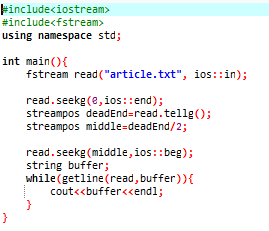 #include<iostream>
#include<fstream>
using namespace std;
int main(){
fstream read("article.txt", ios::in);
read.seekg(0,ios::end);
streampos deadEnd=read.tellg();
streampos middle=deadEnd/2;
read.seekg(middle,ios::beg);
string buffer;
while(getline(read,buffer)){
cout<<buffer<<endl;
}
}